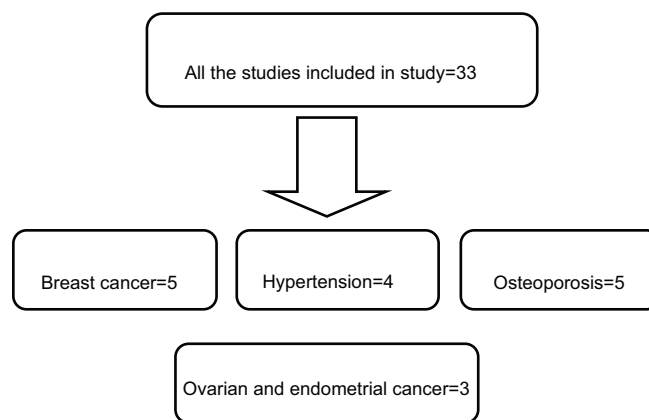 All the studies included in study=33
Breast cancer=5
Hypertension=4
Osteoporosis=5
Ovarian and endometrial cancer=3